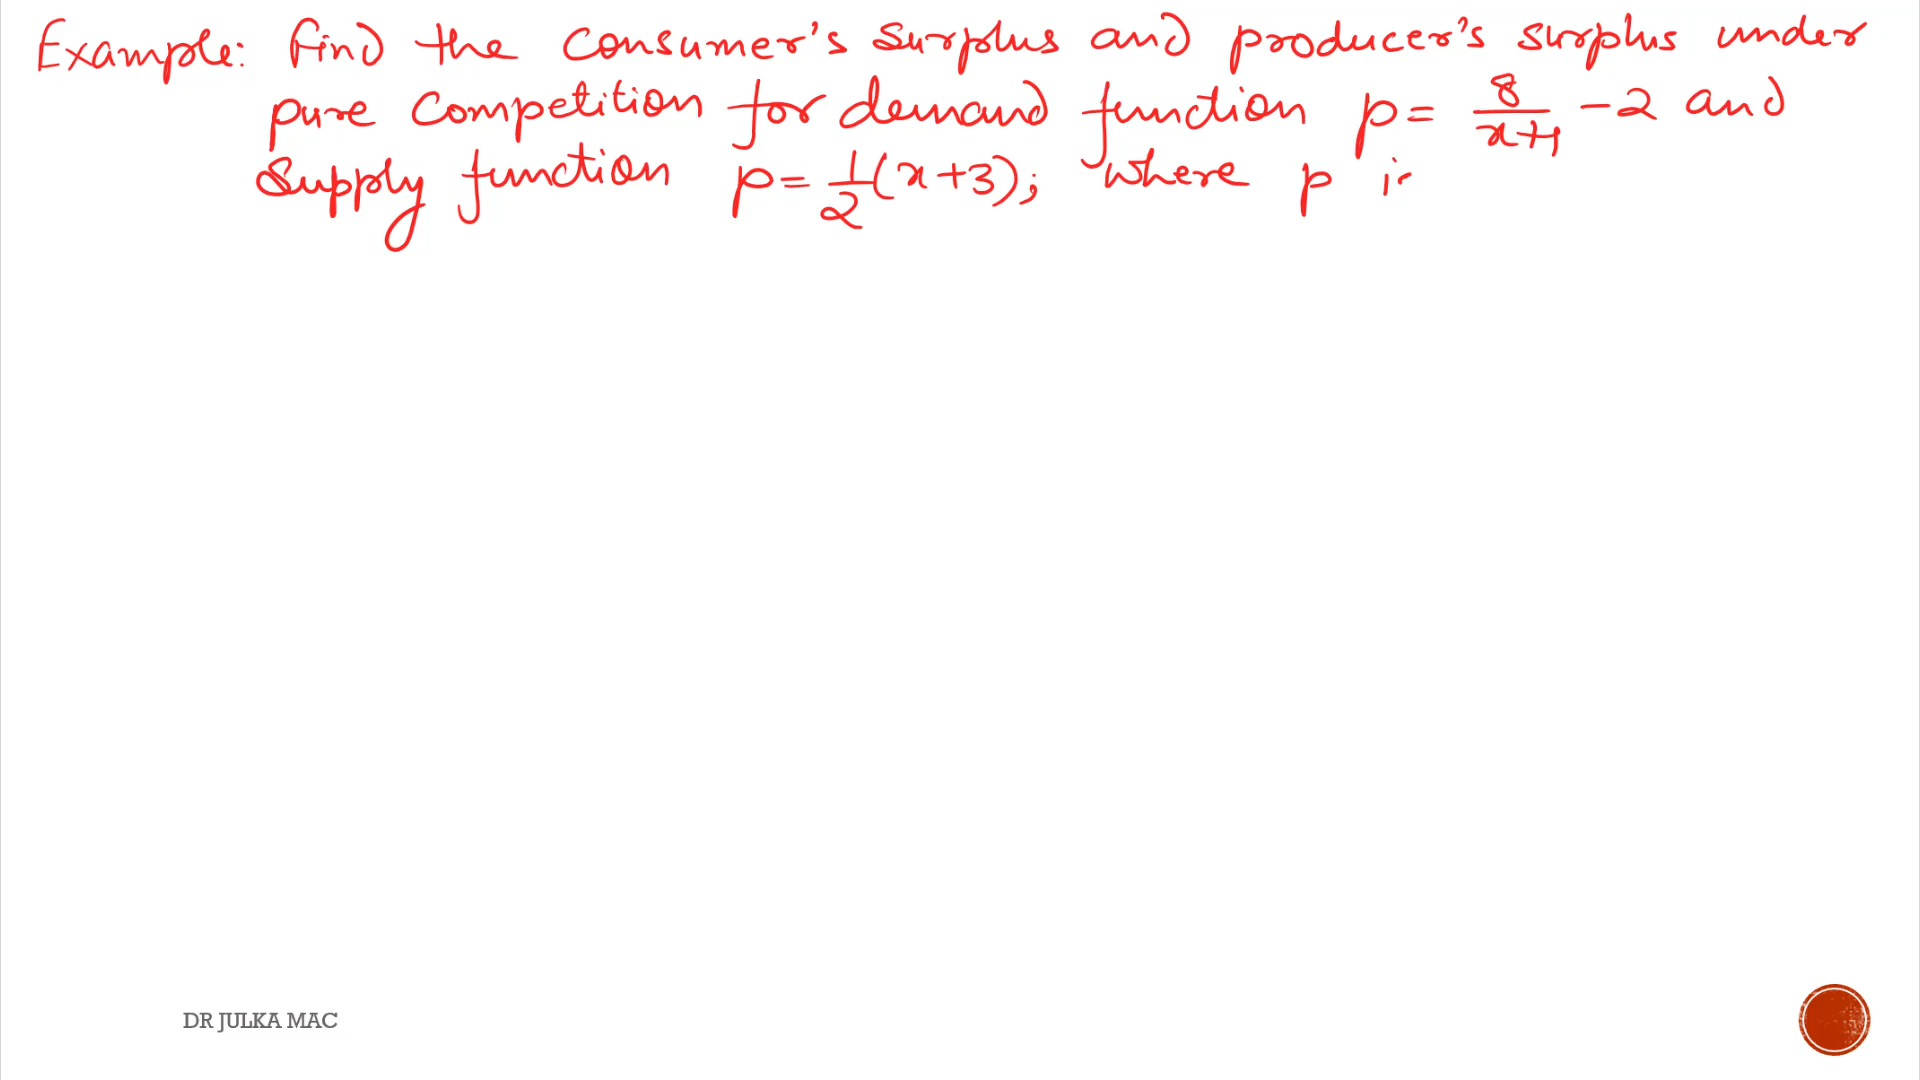 Example: Find the consumer's surplus and producer's surplus under
pure competition for demand function p = 8/(x+1) - 2 and
supply function p = 1/2 (x+3); where p is
DR JULKA MAC